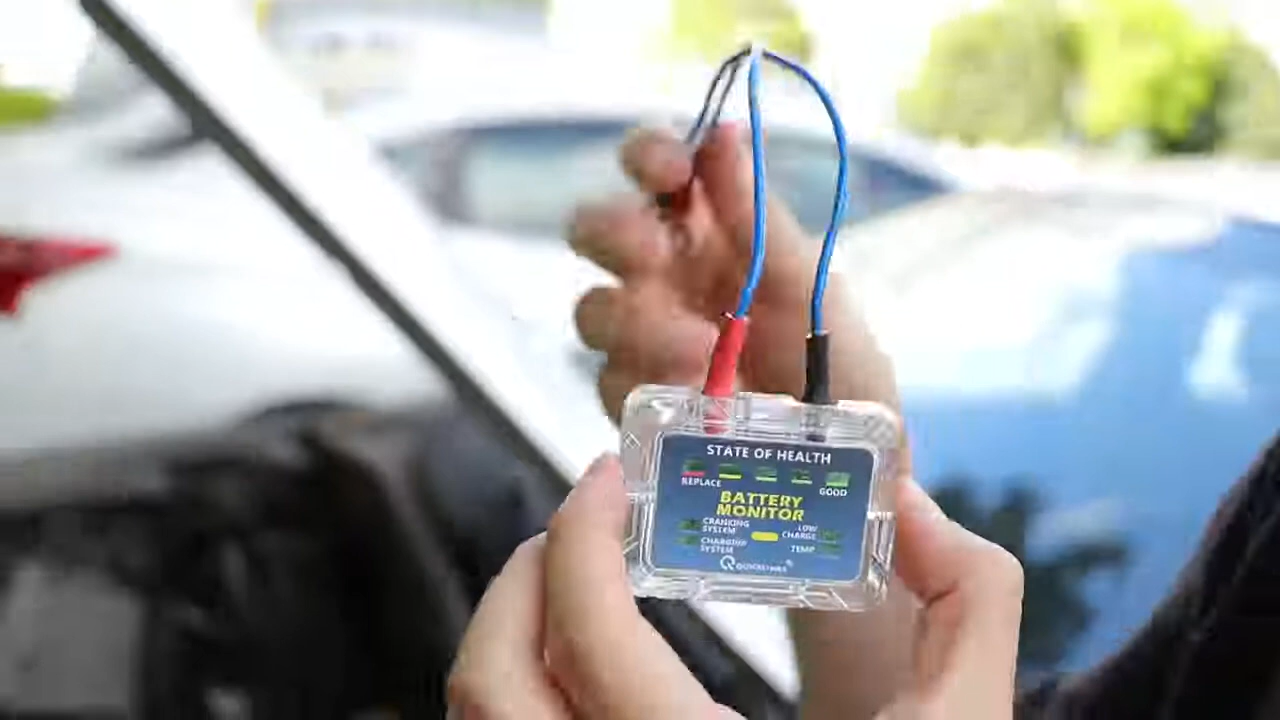 STATE OF HEALTH
REPLACE
GOOD
BATTERY
MONITOR
CRANKING
SYSTEM
LOW
CHARGE
CHARGING
SYSTEM
TEMP